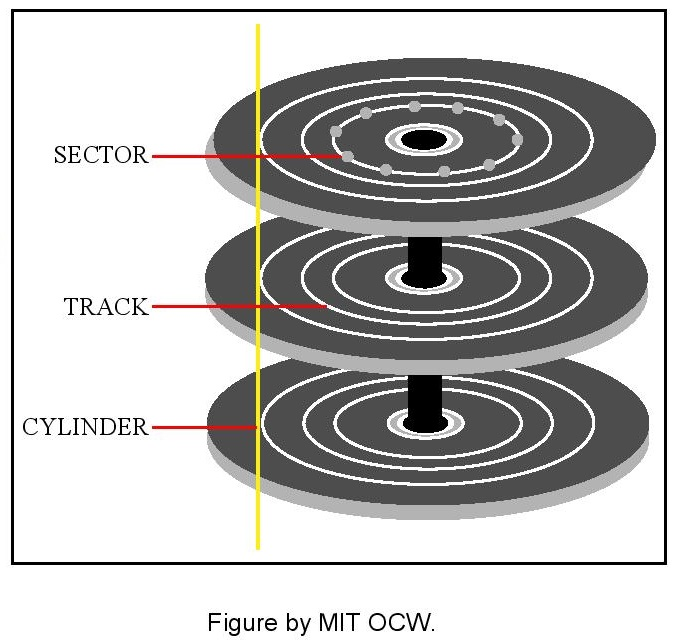 SECTOR
TRACK
CYLINDER
Figure by MIT OCW.